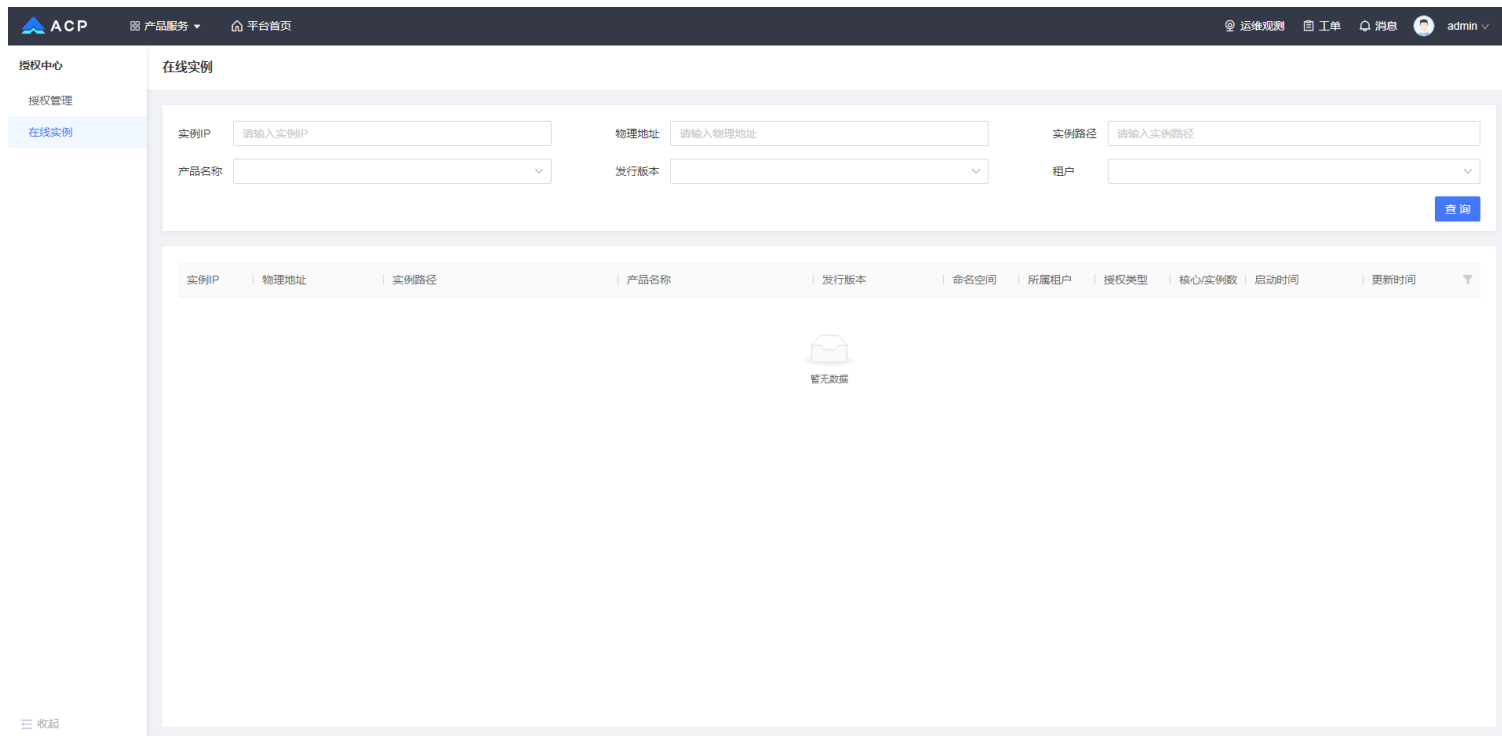 ACP 产品服务 平台首页 运维观测 工单 消息 admin
授权中心
授权管理
在线实例
在线实例
实例IP 请输入实例IP 物理地址 请输入物理地址 实例路径 请输入实例路径
产品名称 发行版本 租户
查 询
实例IP 物理地址 实例路径 产品名称 发行版本 命名空间 所属租户 授权类型 核心/实例数 启动时间 更新时间
暂无数据
收起